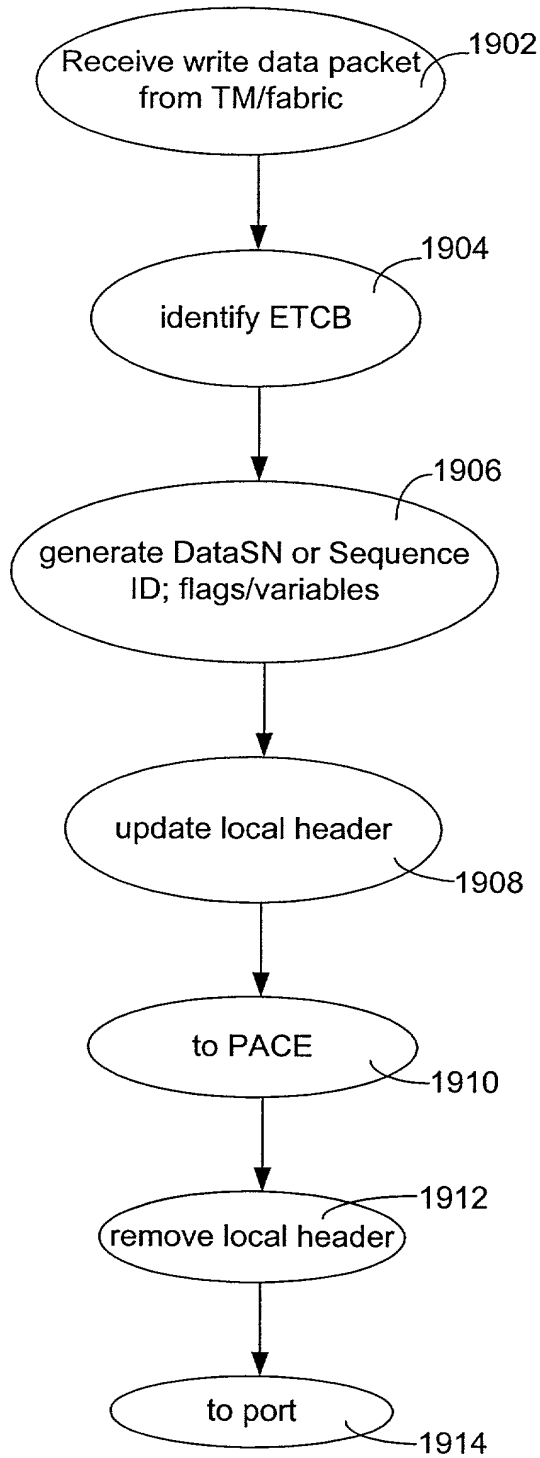 Receive write data packet
from TM/fabric
1902
identify ETCB
1904
generate DataSN or Sequence
ID; flags/variables
1906
update local header
1908
to PACE
1910
remove local header
1912
to port
1914